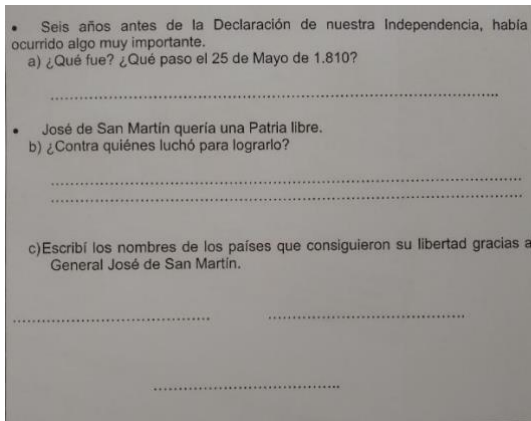 • Seis años antes de la Declaración de nuestra Independencia, había
ocurrido algo muy importante.
a) ¿Qué fue? ¿Qué paso el 25 de Mayo de 1.810?
• José de San Martín quería una Patria libre.
b) ¿Contra quiénes luchó para lograrlo?
c)Escribí los nombres de los países que consiguieron su libertad gracias a
General José de San Martín.